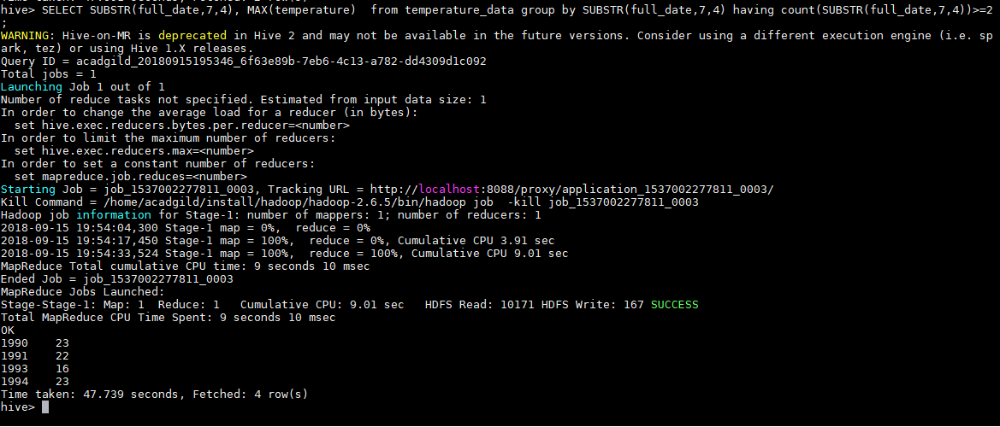 hive> SELECT SUBSTR(full_date,7,4), MAX(temperature)  from temperature_data group by SUBSTR(full_date,7,4) having count(SUBSTR(full_date,7,4))>=2
;
WARNING: Hive-on-MR is deprecated in Hive 2 and may not be available in the future versions. Consider using a different execution engine (i.e. sp
ark, tez) or using Hive 1.X releases.
Query ID = acadgild_20180915195346_6f63e89b-7eb6-4c13-a782-dd4309d1c092
Total jobs = 1
Launching Job 1 out of 1
Number of reduce tasks not specified. Estimated from input data size: 1
In order to change the average load for a reducer (in bytes):
  set hive.exec.reducers.bytes.per.reducer=<number>
In order to limit the maximum number of reducers:
  set hive.exec.reducers.max=<number>
In order to set a constant number of reducers:
  set mapreduce.job.reduces=<number>
Starting Job = job_1537002277811_0003, Tracking URL = http://localhost:8088/proxy/application_1537002277811_0003/
Kill Command = /home/acadgild/install/hadoop/hadoop-2.6.5/bin/hadoop job  -kill job_1537002277811_0003
Hadoop job information for Stage-1: number of mappers: 1; number of reducers: 1
2018-09-15 19:54:04,300 Stage-1 map = 0%,  reduce = 0%
2018-09-15 19:54:17,450 Stage-1 map = 100%,  reduce = 0%, Cumulative CPU 3.91 sec
2018-09-15 19:54:33,524 Stage-1 map = 100%,  reduce = 100%, Cumulative CPU 9.01 sec
MapReduce Total cumulative CPU time: 9 seconds 10 msec
Ended Job = job_1537002277811_0003
MapReduce Jobs Launched:
Stage-Stage-1: Map: 1  Reduce: 1   Cumulative CPU: 9.01 sec   HDFS Read: 10171 HDFS Write: 167 SUCCESS
Total MapReduce CPU Time Spent: 9 seconds 10 msec
OK
1990    23
1991    22
1993    16
1994    23
Time taken: 47.739 seconds, Fetched: 4 row(s)
hive>